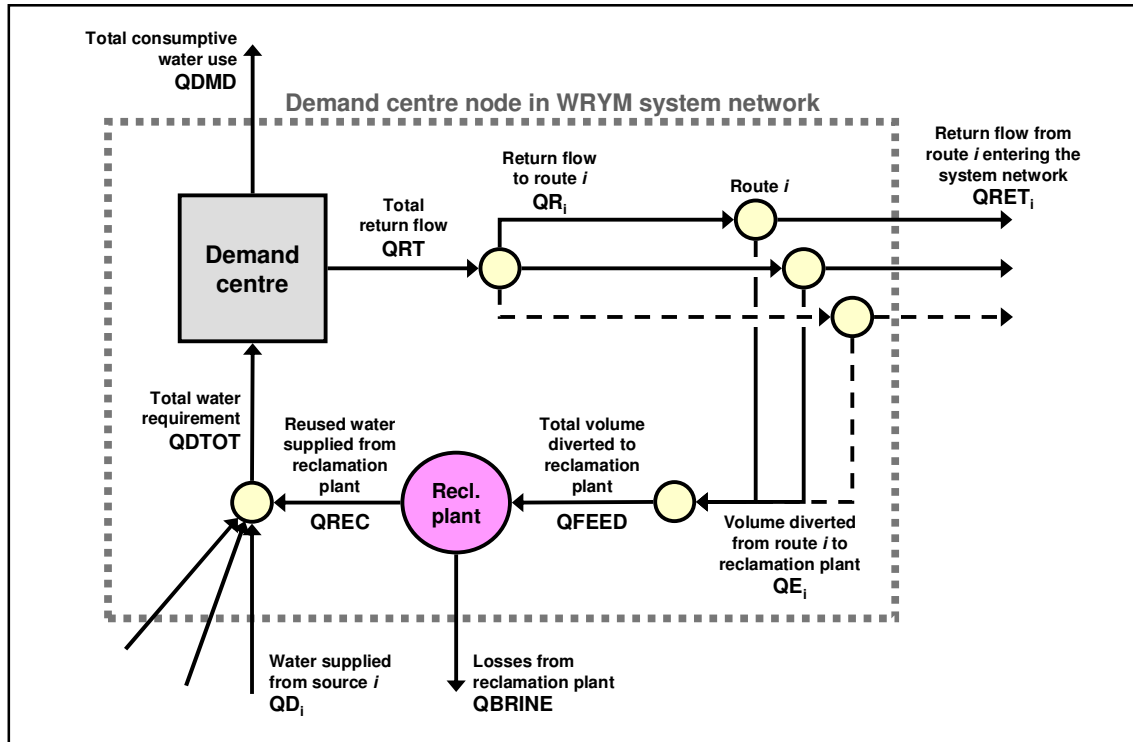 Total consumptive
water use
QDMD
Demand centre node in WRYM system network
Return flow from
route i entering the
system network
QRETi
Return flow
to route i
QRi
Route i
Total
return flow
QRT
Demand
centre
Total water
requirement
QDTOT
Reused water
supplied from
reclamation
plant
QREC
Recl.
plant
Total volume
diverted to
reclamation
plant
QFEED
Volume diverted
from route i to
reclamation plant
QEi
Water supplied
from source i
QDi
Losses from
reclamation plant
QBRINE